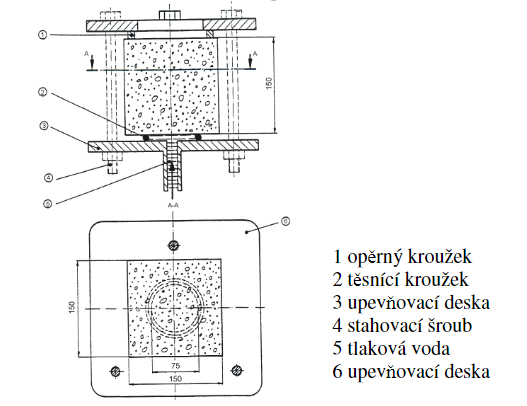 1
A
A
150
2
3
4
5
A-A
6
150
75
150
1 opěrný kroužek
2 těsnící kroužek
3 upevňovací deska
4 stahovací šroub
5 tlaková voda
6 upevňovací deska